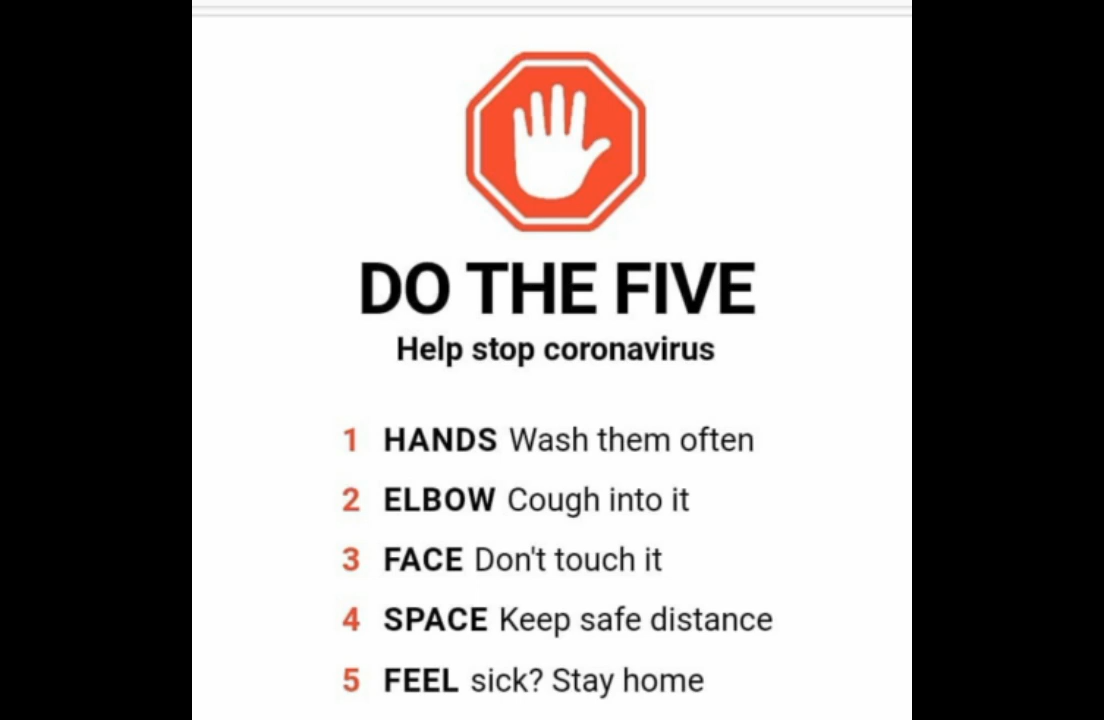 DO THE FIVE
Help stop coronavirus
1 HANDS Wash them often
2 ELBOW Cough into it
3 FACE Don't touch it
4 SPACE Keep safe distance
5 FEEL sick? Stay home